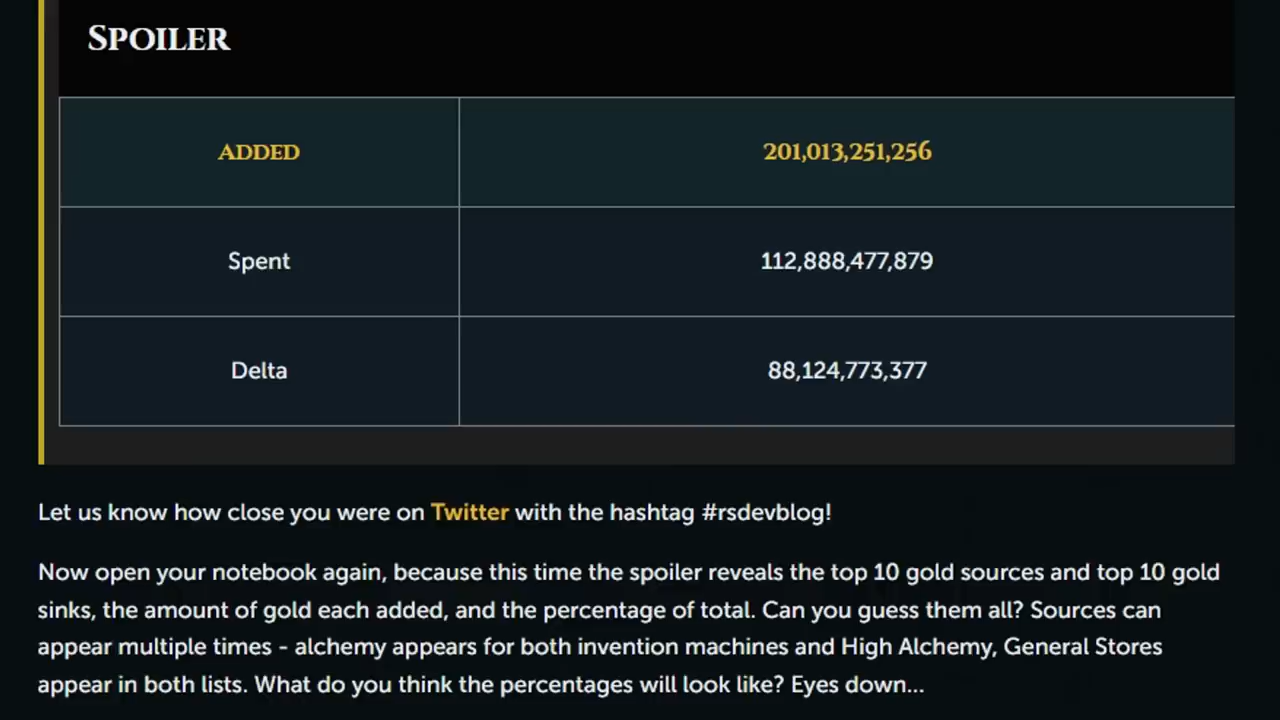 SPOILER
ADDED 201,013,251,256
Spent 112,888,477,879
Delta 88,124,773,377
Let us know how close you were on Twitter with the hashtag #rsdevblog!
Now open your notebook again, because this time the spoiler reveals the top 10 gold sources and top 10 gold
sinks, the amount of gold each added, and the percentage of total. Can you guess them all? Sources can
appear multiple times - alchemy appears for both invention machines and High Alchemy, General Stores
appear in both lists. What do you think the percentages will look like? Eyes down...